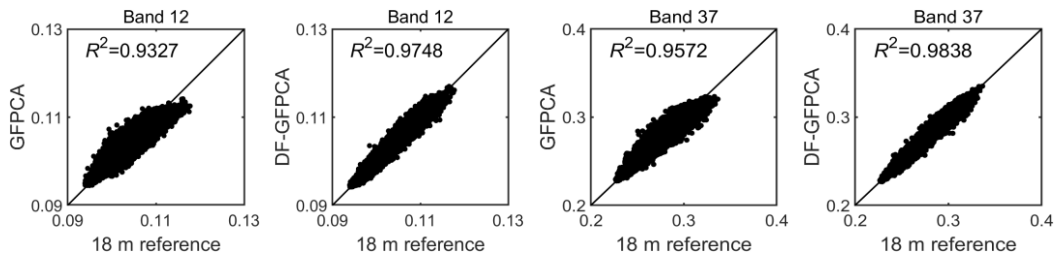 Band 12
0.13
R²=0.9327
GFPCA
0.11
0.09
0.09 0.11 0.13
18 m reference
Band 12
0.13
R²=0.9748
DF-GFPCA
0.11
0.09
0.09 0.11 0.13
18 m reference
Band 37
0.4
R²=0.9572
GFPCA
0.3
0.2
0.2 0.3 0.4
18 m reference
Band 37
0.4
R²=0.9838
DF-GFPCA
0.3
0.2
0.2 0.3 0.4
18 m reference